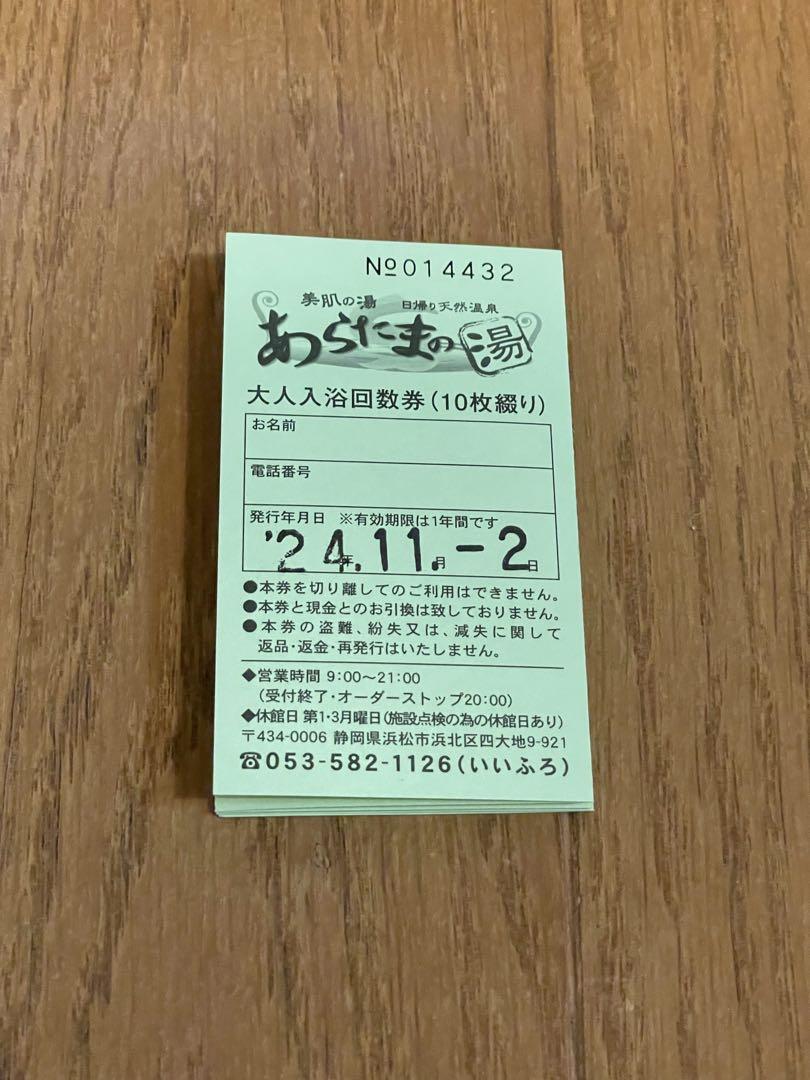 №014432
美肌の湯 日帰り天然温泉
あらたまの湯
大人入浴回数券(10枚綴り)
お名前
電話番号
発行年月日 ※有効期限は1年間です
'24年.11月.-2日
●本券を切り離してのご利用はできません。
●本券と現金とのお引換は致しておりません。
●本券の盗難、紛失又は、滅失に関して
返品・返金・再発行はいたしません。
◆営業時間 9:00～21:00
(受付終了・オーダーストップ20:00)
◆休館日 第1・3月曜日(施設点検の為の休館日あり)
〒434-0006 静岡県浜松市浜北区四大地9-921
☎053-582-1126(いいふろ)